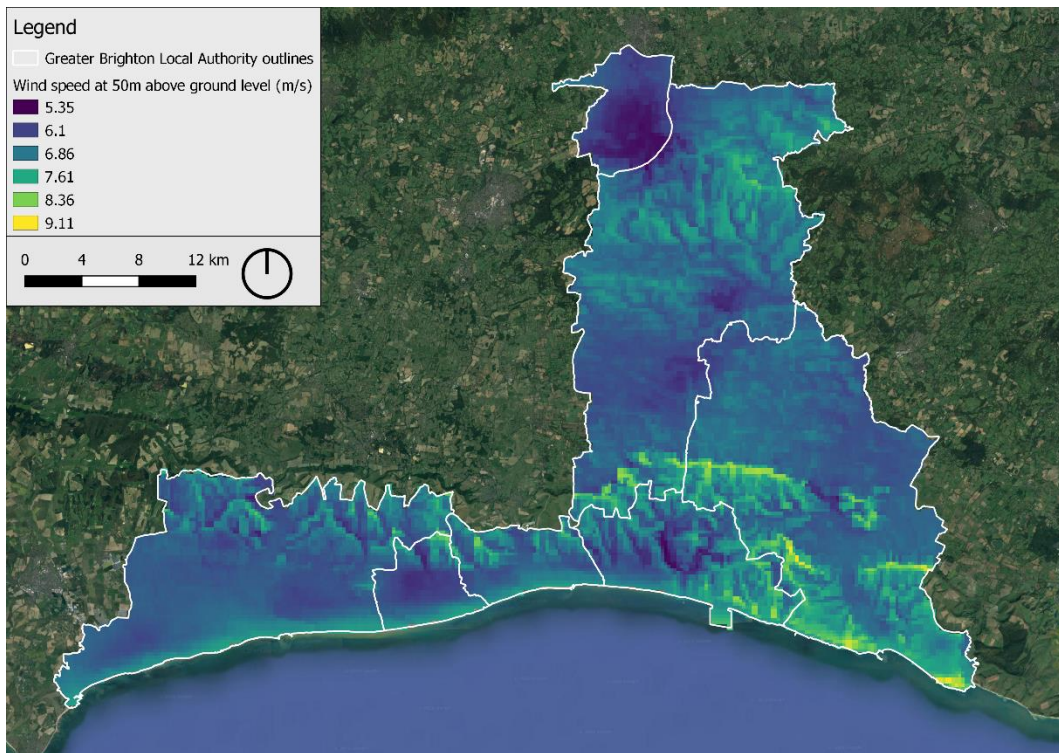 Legend
Greater Brighton Local Authority outlines
Wind speed at 50m above ground level (m/s)
5.35
6.1
6.86
7.61
8.36
9.11
0 4 8 12 km